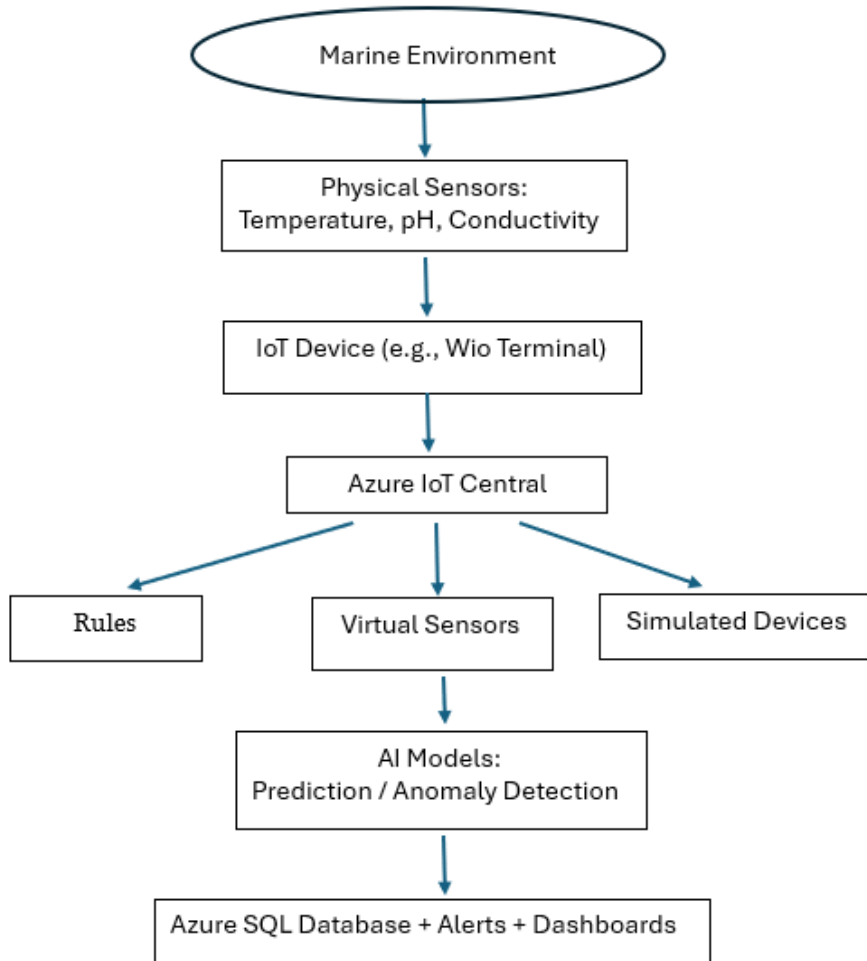 Marine Environment
Physical Sensors:
Temperature, pH, Conductivity
IoT Device (e.g., Wio Terminal)
Azure IoT Central
Rules
Virtual Sensors
Simulated Devices
AI Models:
Prediction / Anomaly Detection
Azure SQL Database + Alerts + Dashboards